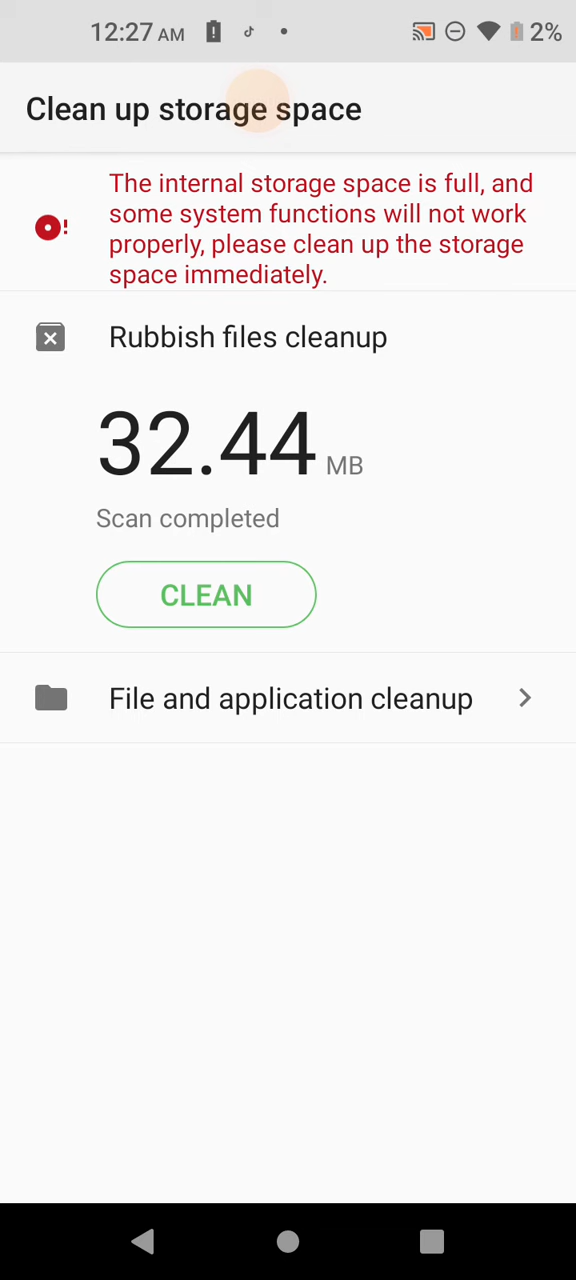 12:27 AM 2%
Clean up storage space
The internal storage space is full, and
some system functions will not work
properly, please clean up the storage
space immediately.
Rubbish files cleanup
32.44 MB
Scan completed
CLEAN
File and application cleanup